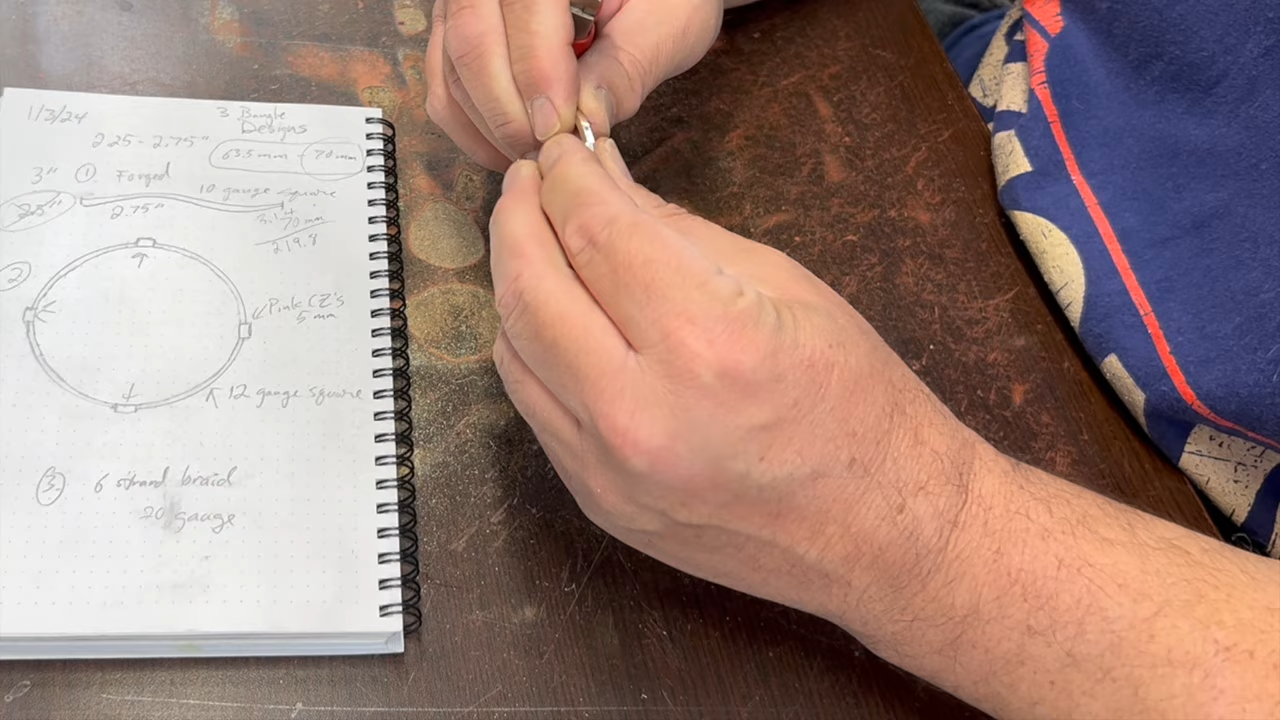 1/3/24
3 Bangle
Designs
2.25 - 2.75"
63.5 mm - 70 mm
3" ① Forged
10 gauge square
2.5"
2.75"
70 mm
219.8
2
Pink CZ's
5 mm
12 gauge square
3 6 strand braid
20 gauge